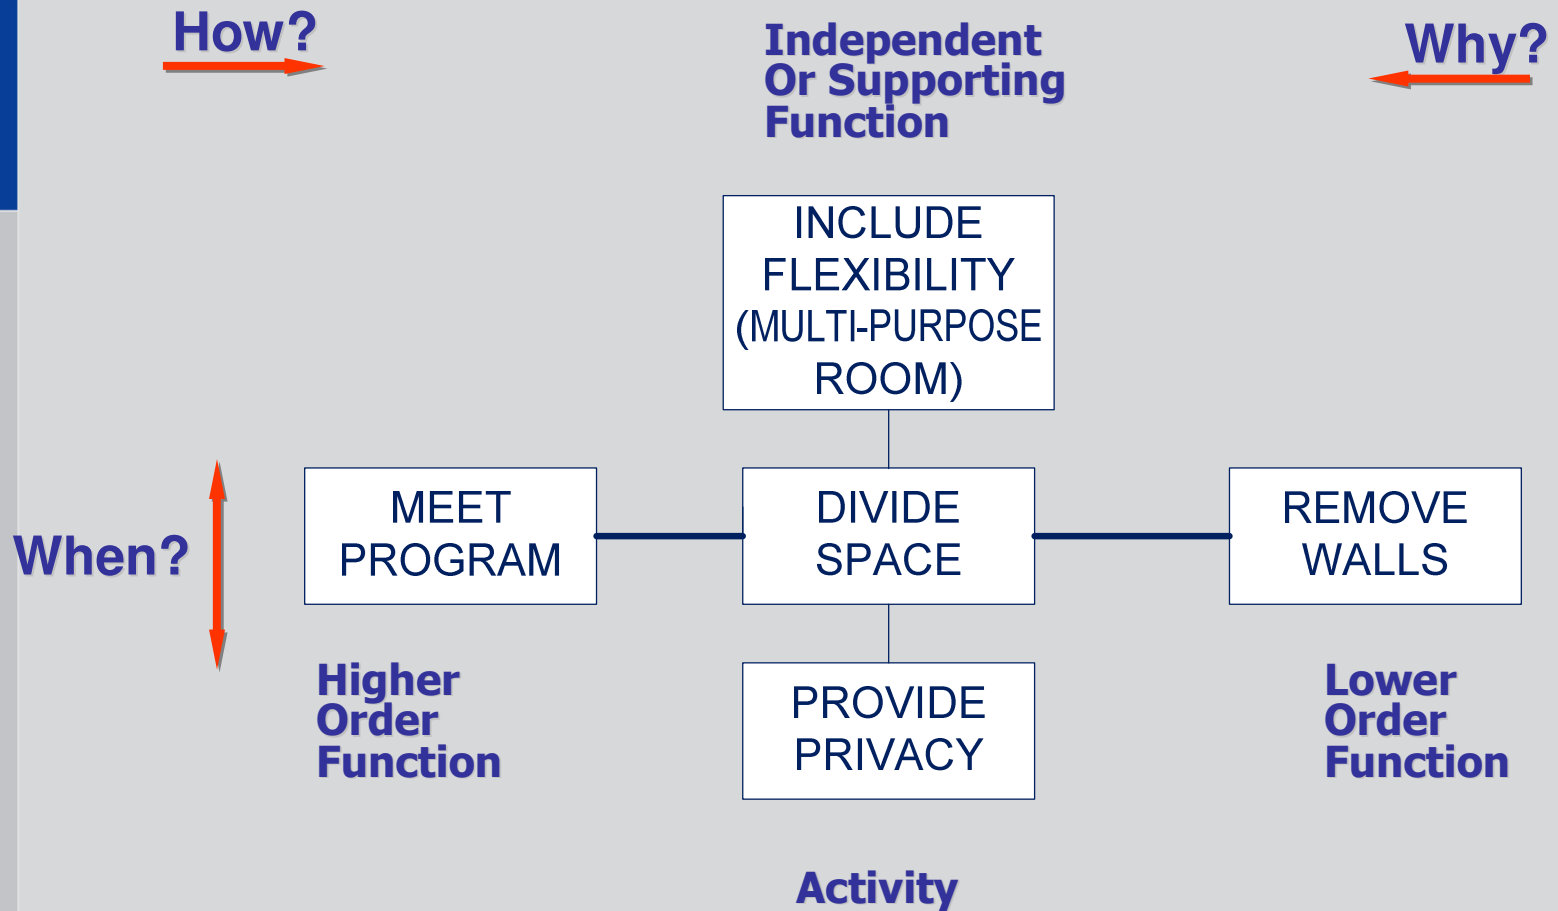 How?
Independent
Or Supporting
Function
Why?
INCLUDE
FLEXIBILITY
(MULTI-PURPOSE
ROOM)
When?
MEET
PROGRAM
DIVIDE
SPACE
REMOVE
WALLS
Higher
Order
Function
PROVIDE
PRIVACY
Lower
Order
Function
Activity